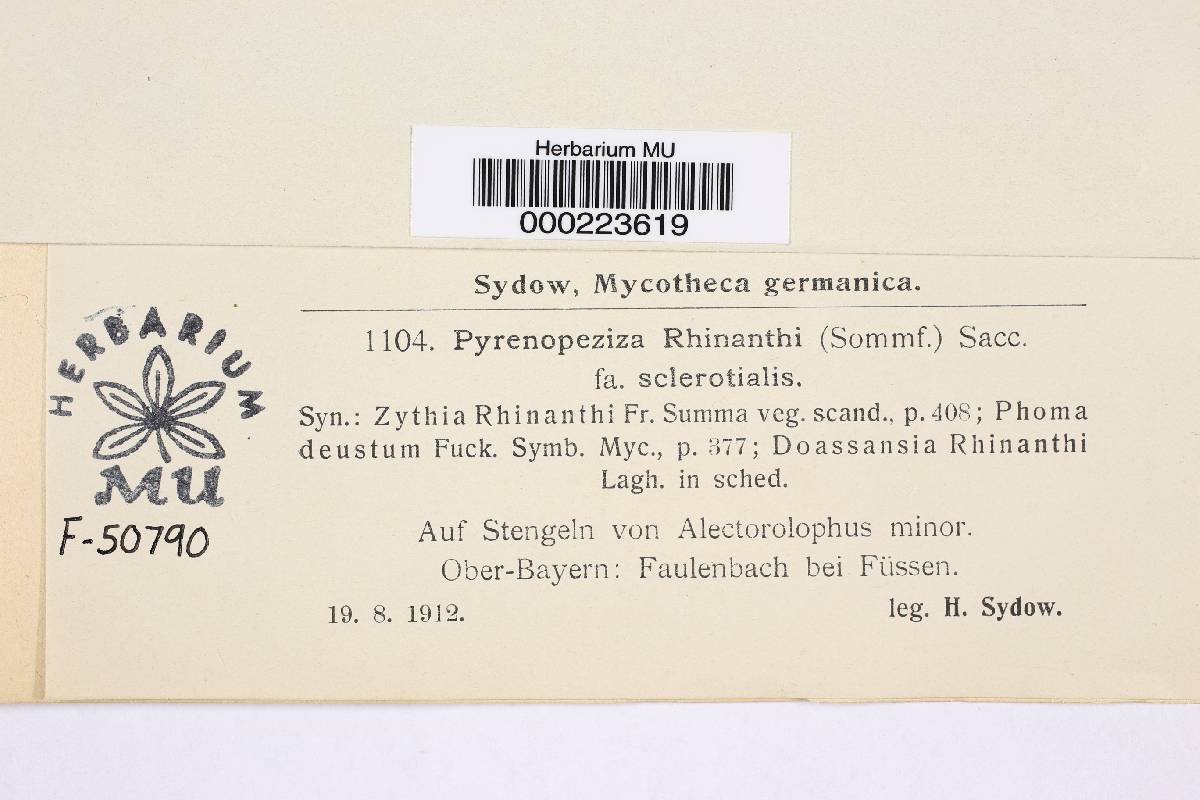 Herbarium MU
000223619
Sydow, Mycotheca germanica.
1104. Pyrenopeziza Rhinanthi (Sommf.) Sacc.
fa. sclerotialis.
Syn.: Zythia Rhinanthi Fr. Summa veg. scand., p. 408; Phoma
deustum Fuck. Symb. Myc., p. 377; Doassansia Rhinanthi
Lagh. in sched.
Auf Stengeln von Alectorolophus minor.
Ober-Bayern: Faulenbach bei Füssen.
19. 8. 1912. leg. H. Sydow.
HERBARIUM
MU
F-50790